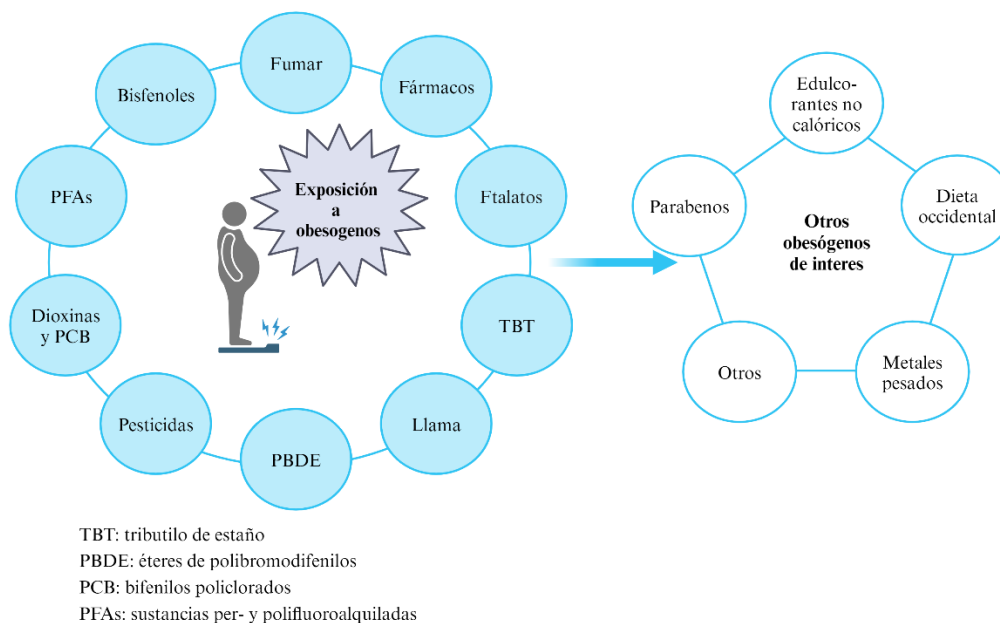 Fumar
Fármacos
Ftalatos
TBT
Llama
PBDE
Pesticidas
Dioxinas
y PCB
PFAs
Bisfenoles
Exposición
a
obesogenos
Edulco-
rantes no
calóricos
Dieta
occidental
Metales
pesados
Otros
Parabenos
Otros
obesógenos
de interes
TBT: tributilo de estaño
PBDE: éteres de polibromodifenilos
PCB: bifenilos policlorados
PFAs: sustancias per- y polifluoroalquiladas